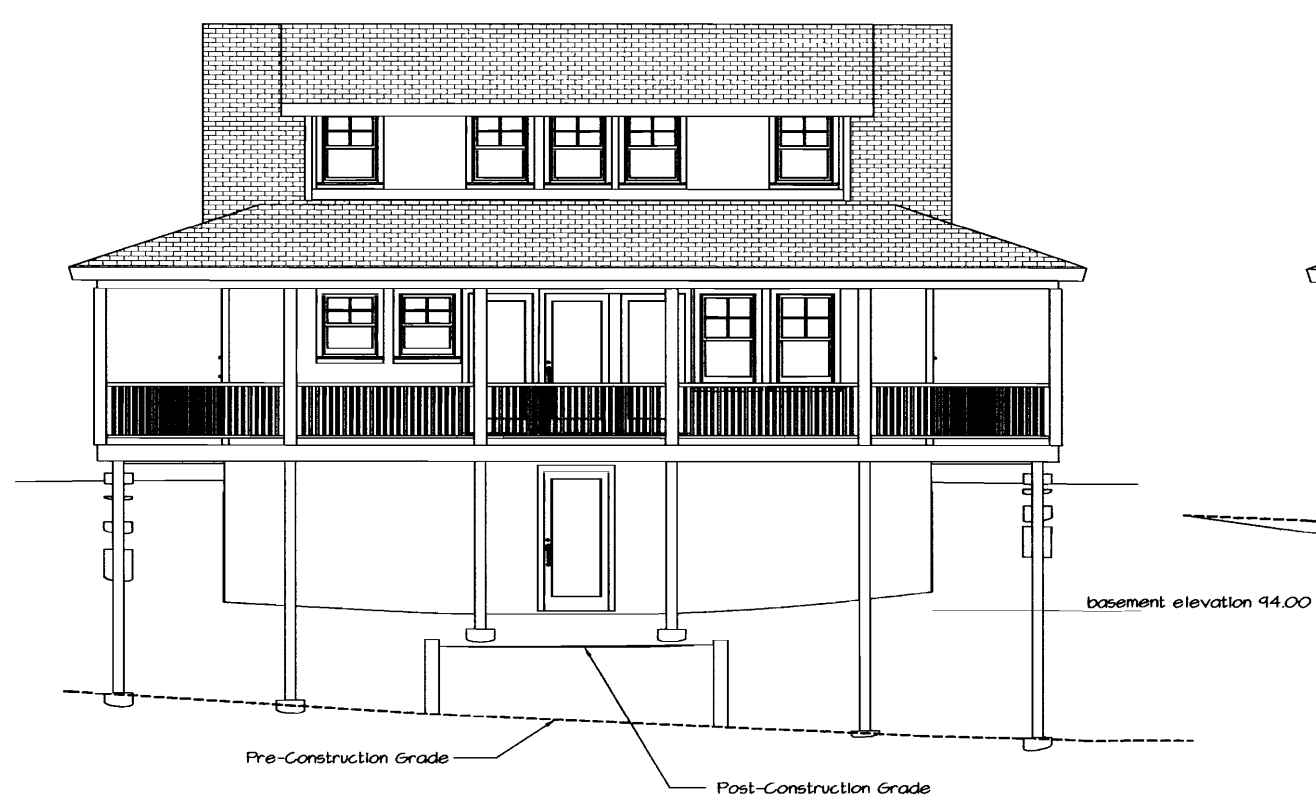 basement elevation 94.00
Pre-Construction Grade
Post-Construction Grade